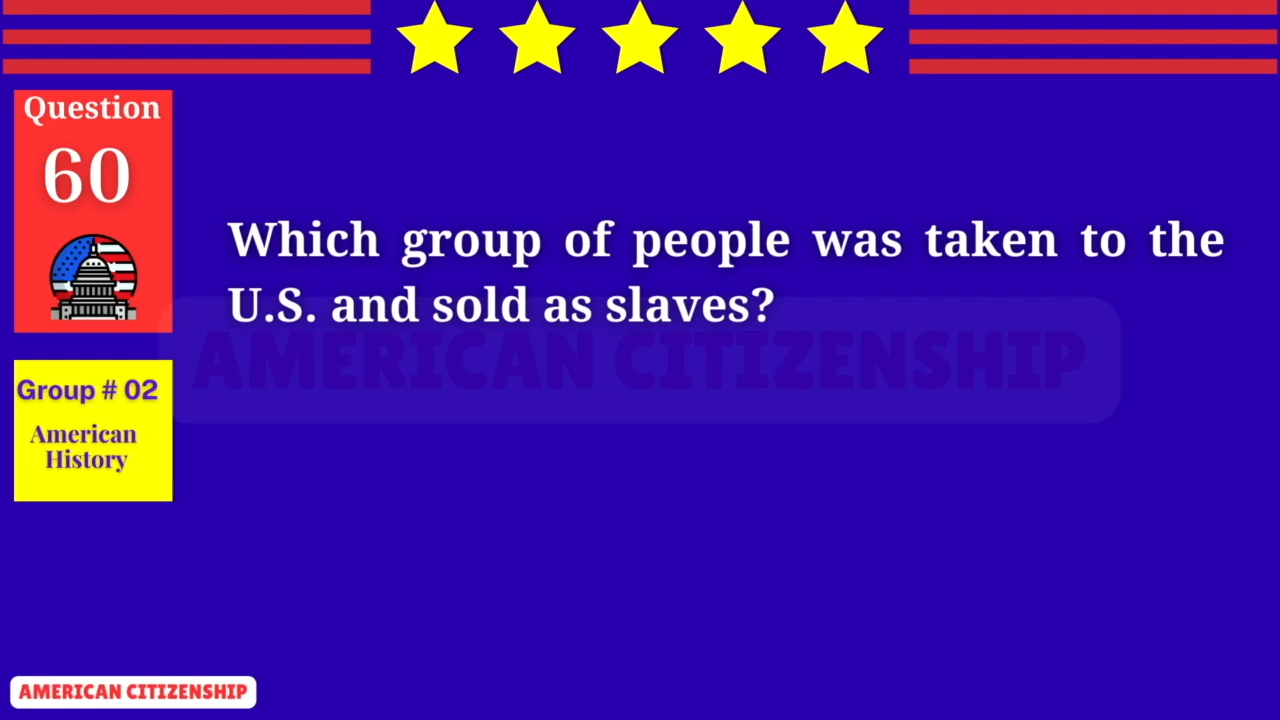 Question
60
Which group of people was taken to the
U.S. and sold as slaves?
AMERICAN CITIZENSHIP
Group # 02
American
History
AMERICAN CITIZENSHIP